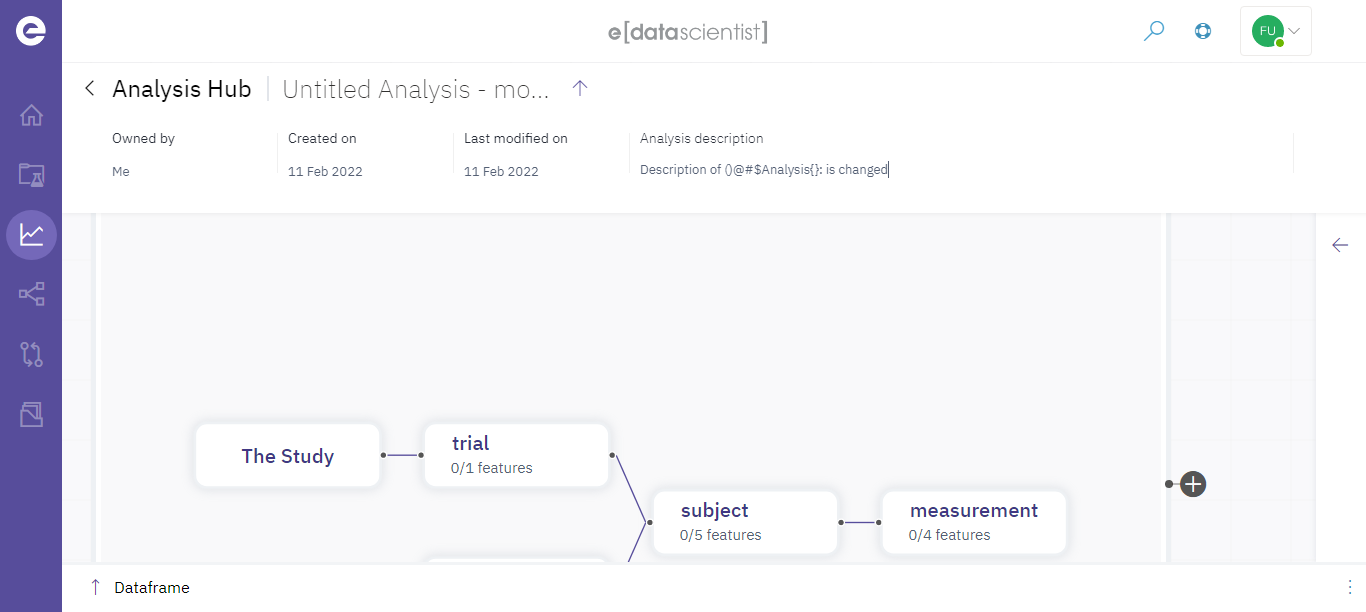 e[datascientist]
FU
Analysis Hub
Untitled Analysis - mo...
Owned by
Created on
Last modified on
Analysis description
Me
11 Feb 2022
11 Feb 2022
Description of ()@#$Analysis{}: is changed
The Study
trial
0/1 features
subject
0/5 features
measurement
0/4 features
Dataframe